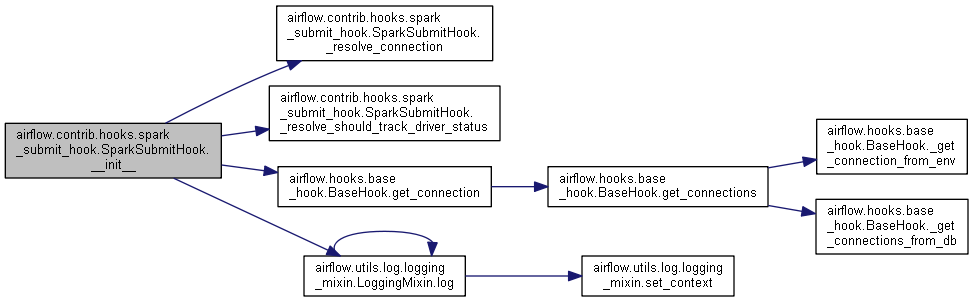 airflow.contrib.hooks.spark
_submit_hook.SparkSubmitHook.
__init__
airflow.contrib.hooks.spark
_submit_hook.SparkSubmitHook.
_resolve_connection
airflow.contrib.hooks.spark
_submit_hook.SparkSubmitHook.
_resolve_should_track_driver_status
airflow.hooks.base
_hook.BaseHook.get_connection
airflow.hooks.base
_hook.BaseHook.get_connections
airflow.hooks.base
_hook.BaseHook._get
_connection_from_env
airflow.hooks.base
_hook.BaseHook._get
_connections_from_db
airflow.utils.log.logging
_mixin.LoggingMixin.log
airflow.utils.log.logging
_mixin.set_context